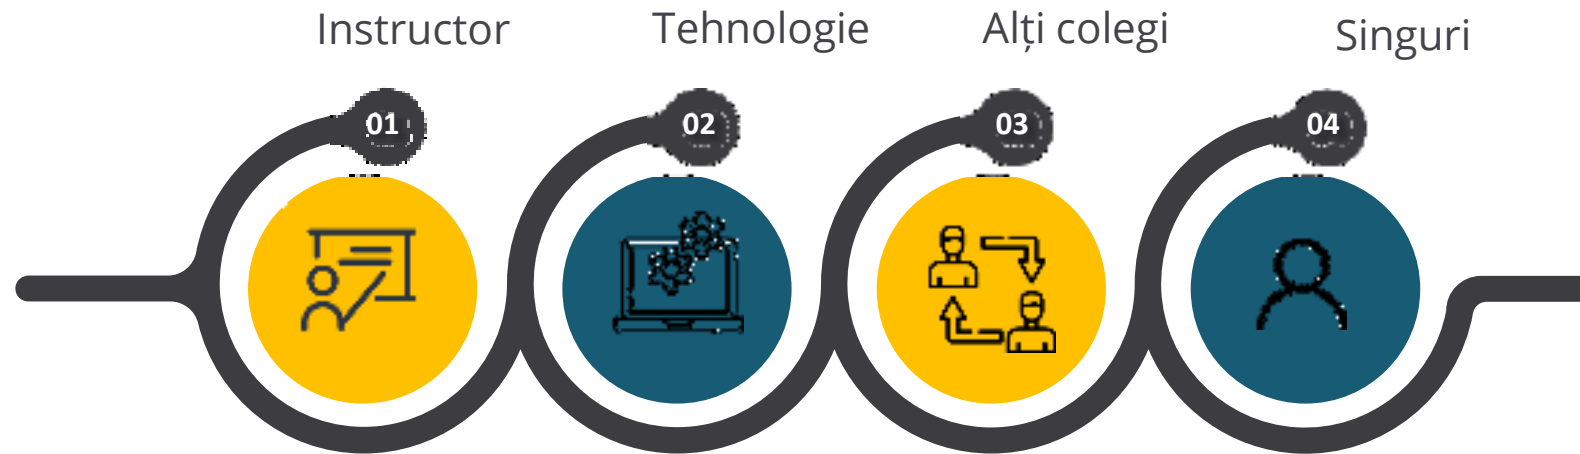 Instructor
Tehnologie
Alți colegi
Singuri
01
02
03
04